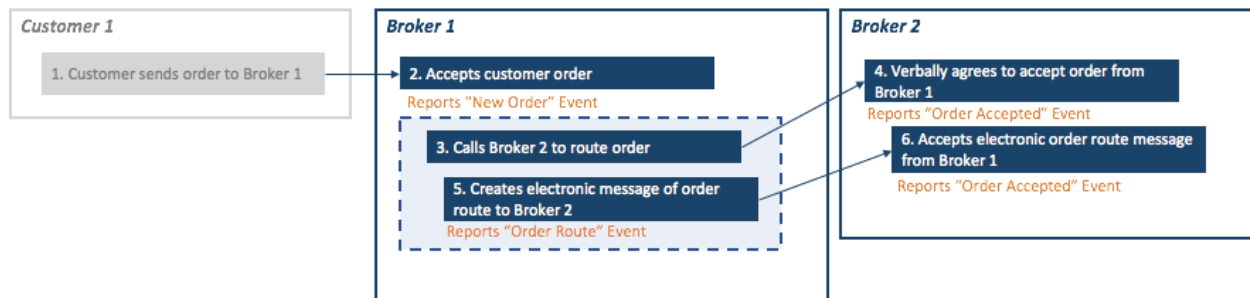 Customer 1
1. Customer sends order to Broker 1
Broker 1
2. Accepts customer order
Reports "New Order" Event
3. Calls Broker 2 to route order
5. Creates electronic message of order
route to Broker 2
Reports "Order Route" Event
Broker 2
4. Verbally agrees to accept order from
Broker 1
Reports "Order Accepted" Event
6. Accepts electronic order route message
from Broker 1
Reports "Order Accepted" Event